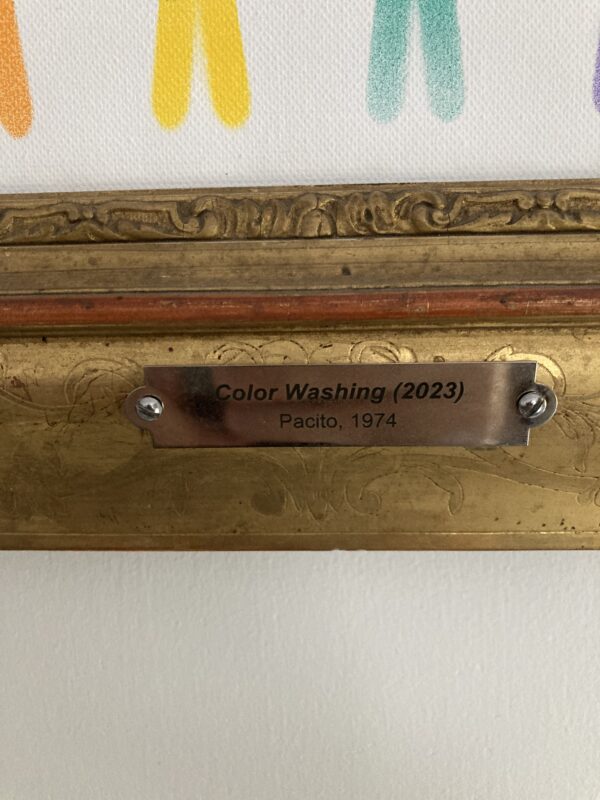 Color Washing (2023)
Pacito, 1974